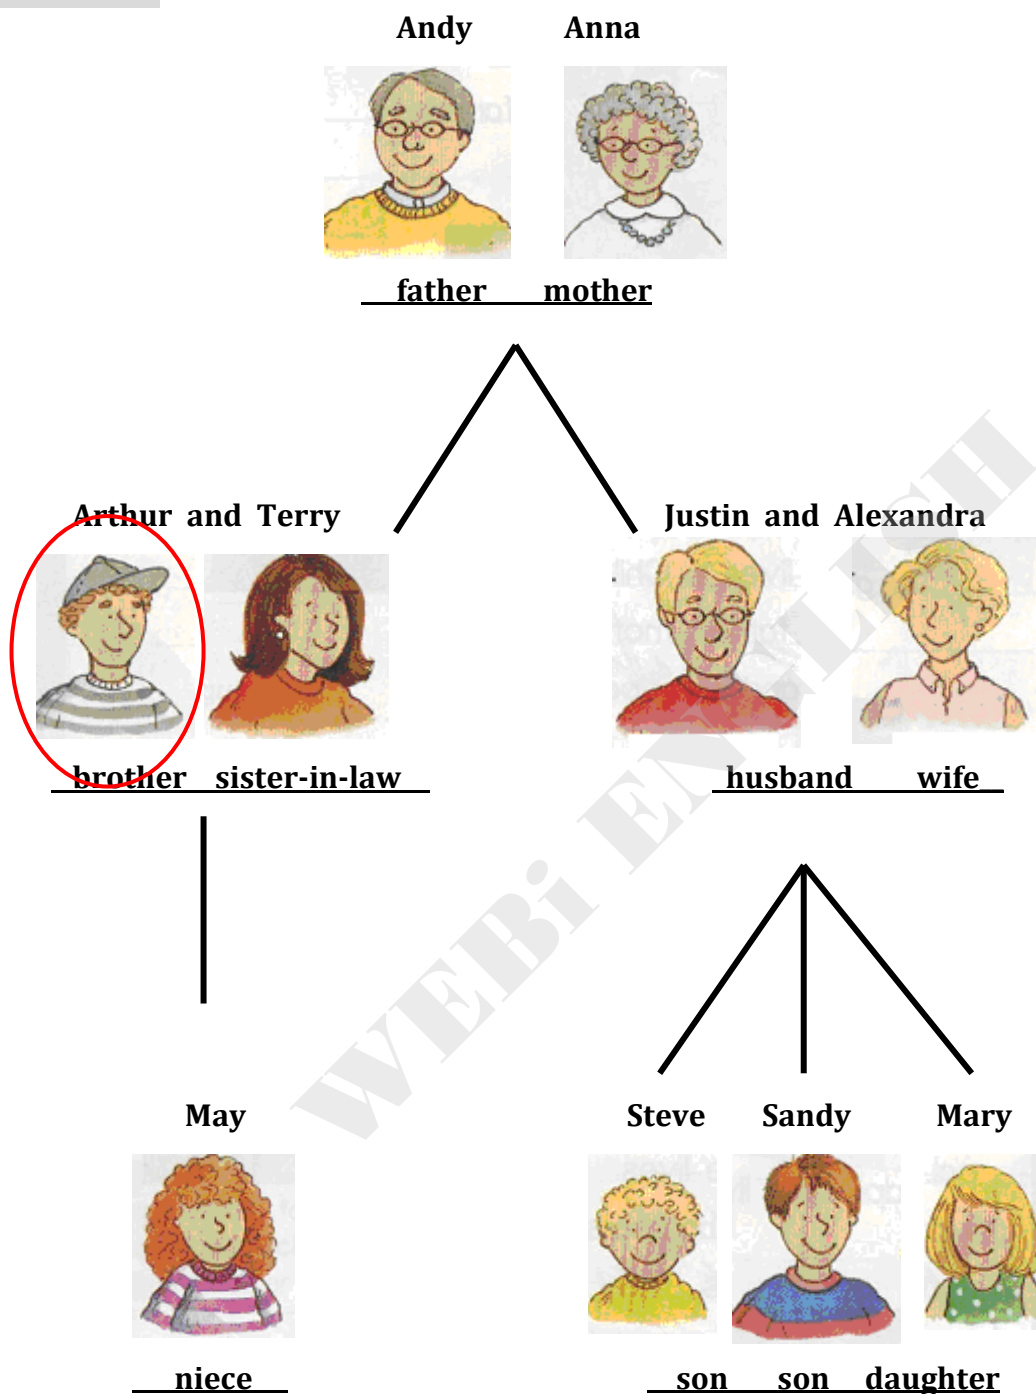 Andy Anna
father mother
Arthur and Terry
Justin and Alexandra
brother sister-in-law
husband wife
May
Steve Sandy Mary
niece
son son daughter
WEBi ENGLISH